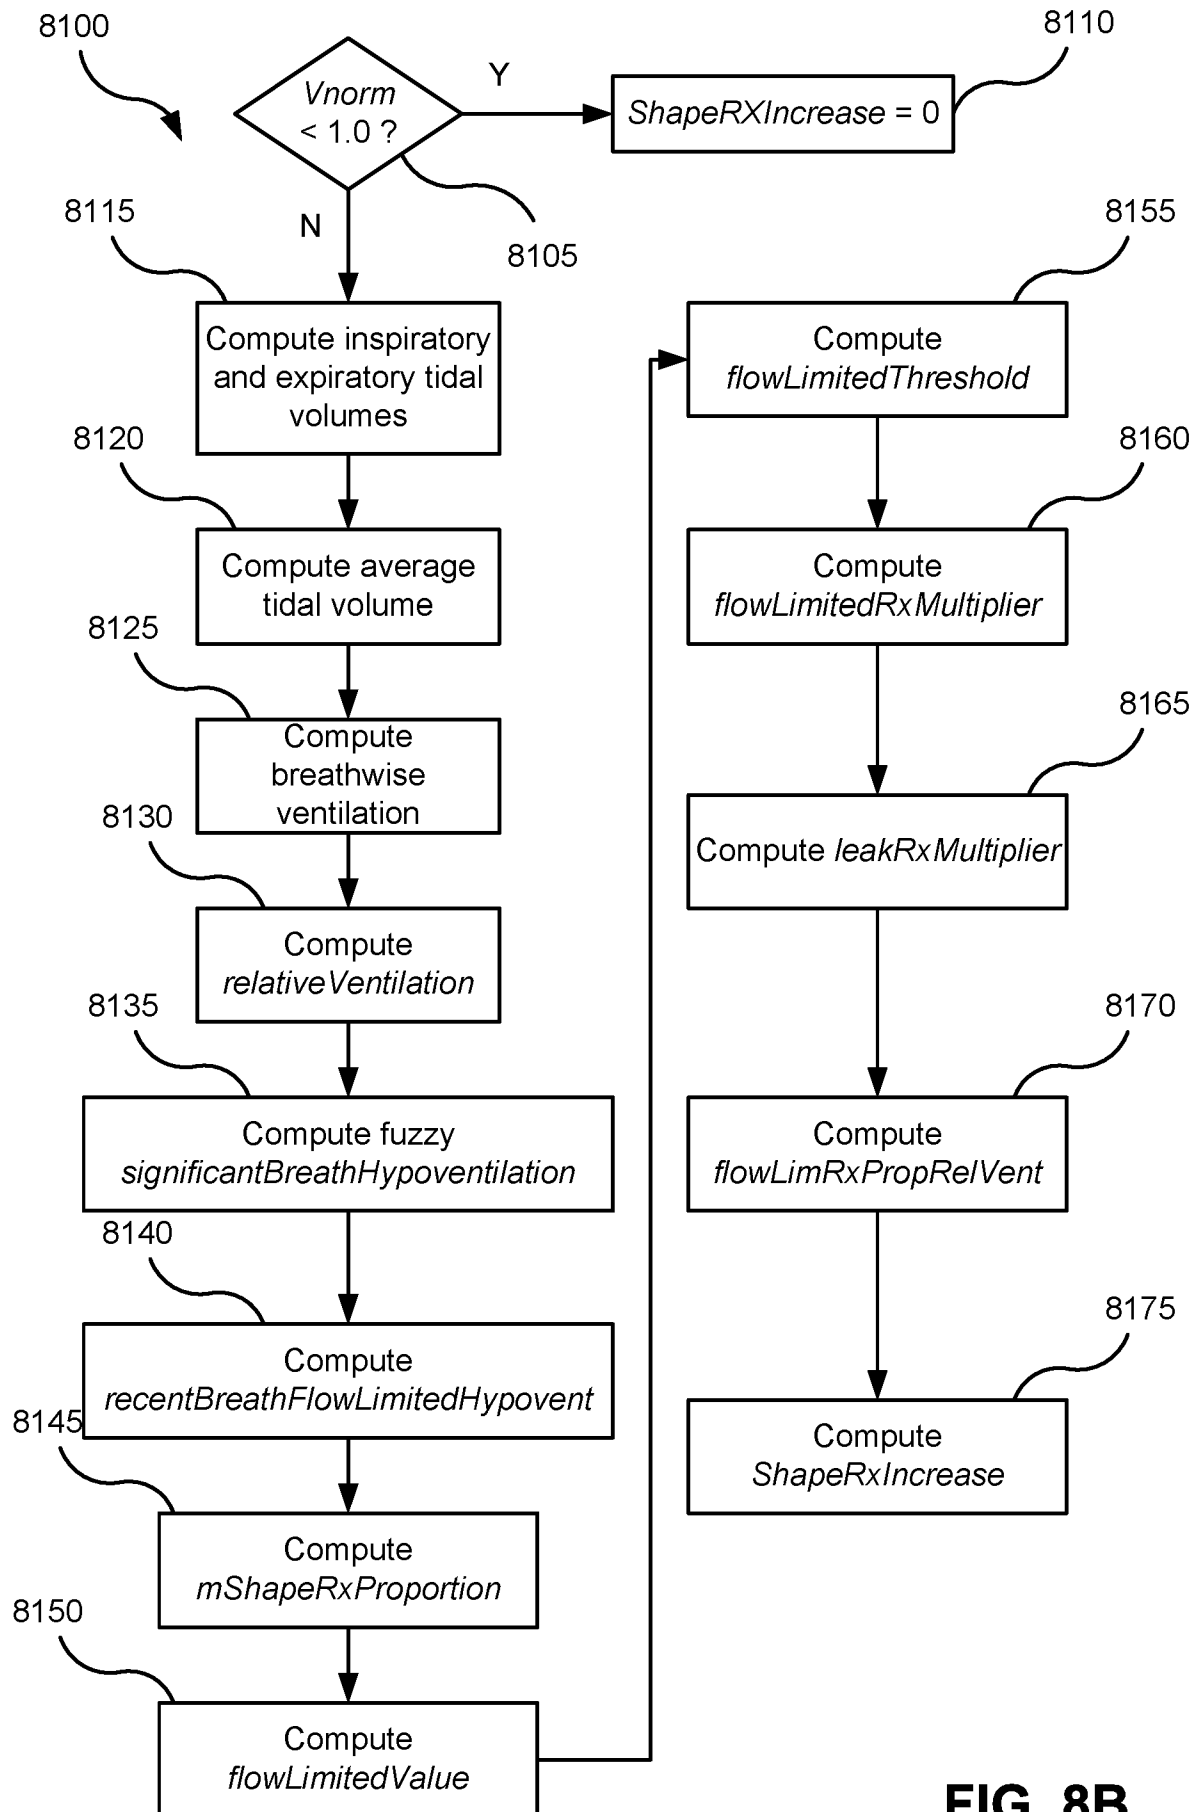 8100
Vnorm
< 1.0 ?
Y
ShapeRXIncrease = 0
8110
N
8105
8115
Compute inspiratory
and expiratory tidal
volumes
8120
Compute average
tidal volume
8125
Compute
breathwise
ventilation
8130
Compute
relativeVentilation
8135
Compute fuzzy
significantBreathHypoventilation
8140
Compute
recentBreathFlowLimitedHypovent
8145
Compute
mShapeRxProportion
8150
Compute
flowLimitedValue
8155
Compute
flowLimitedThreshold
8160
Compute
flowLimitedRxMultiplier
8165
Compute leakRxMultiplier
8170
Compute
flowLimRxPropRelVent
8175
Compute
ShapeRxIncrease
FIG. 8B